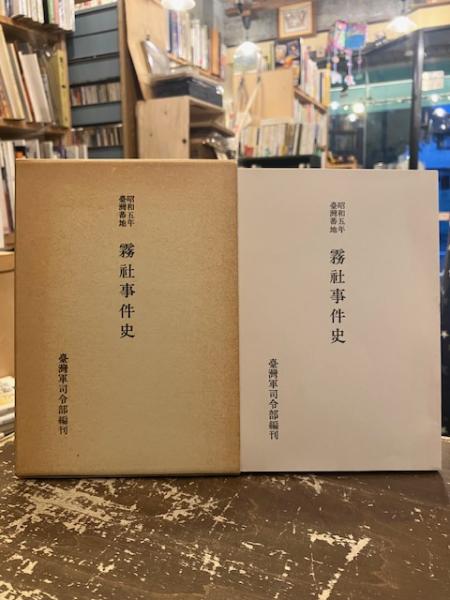 昭和五年
臺灣蕃地
霧社事件史
臺灣軍司令部編刊
昭和五年
臺灣蕃地
霧社事件史
臺灣軍司令部編刊